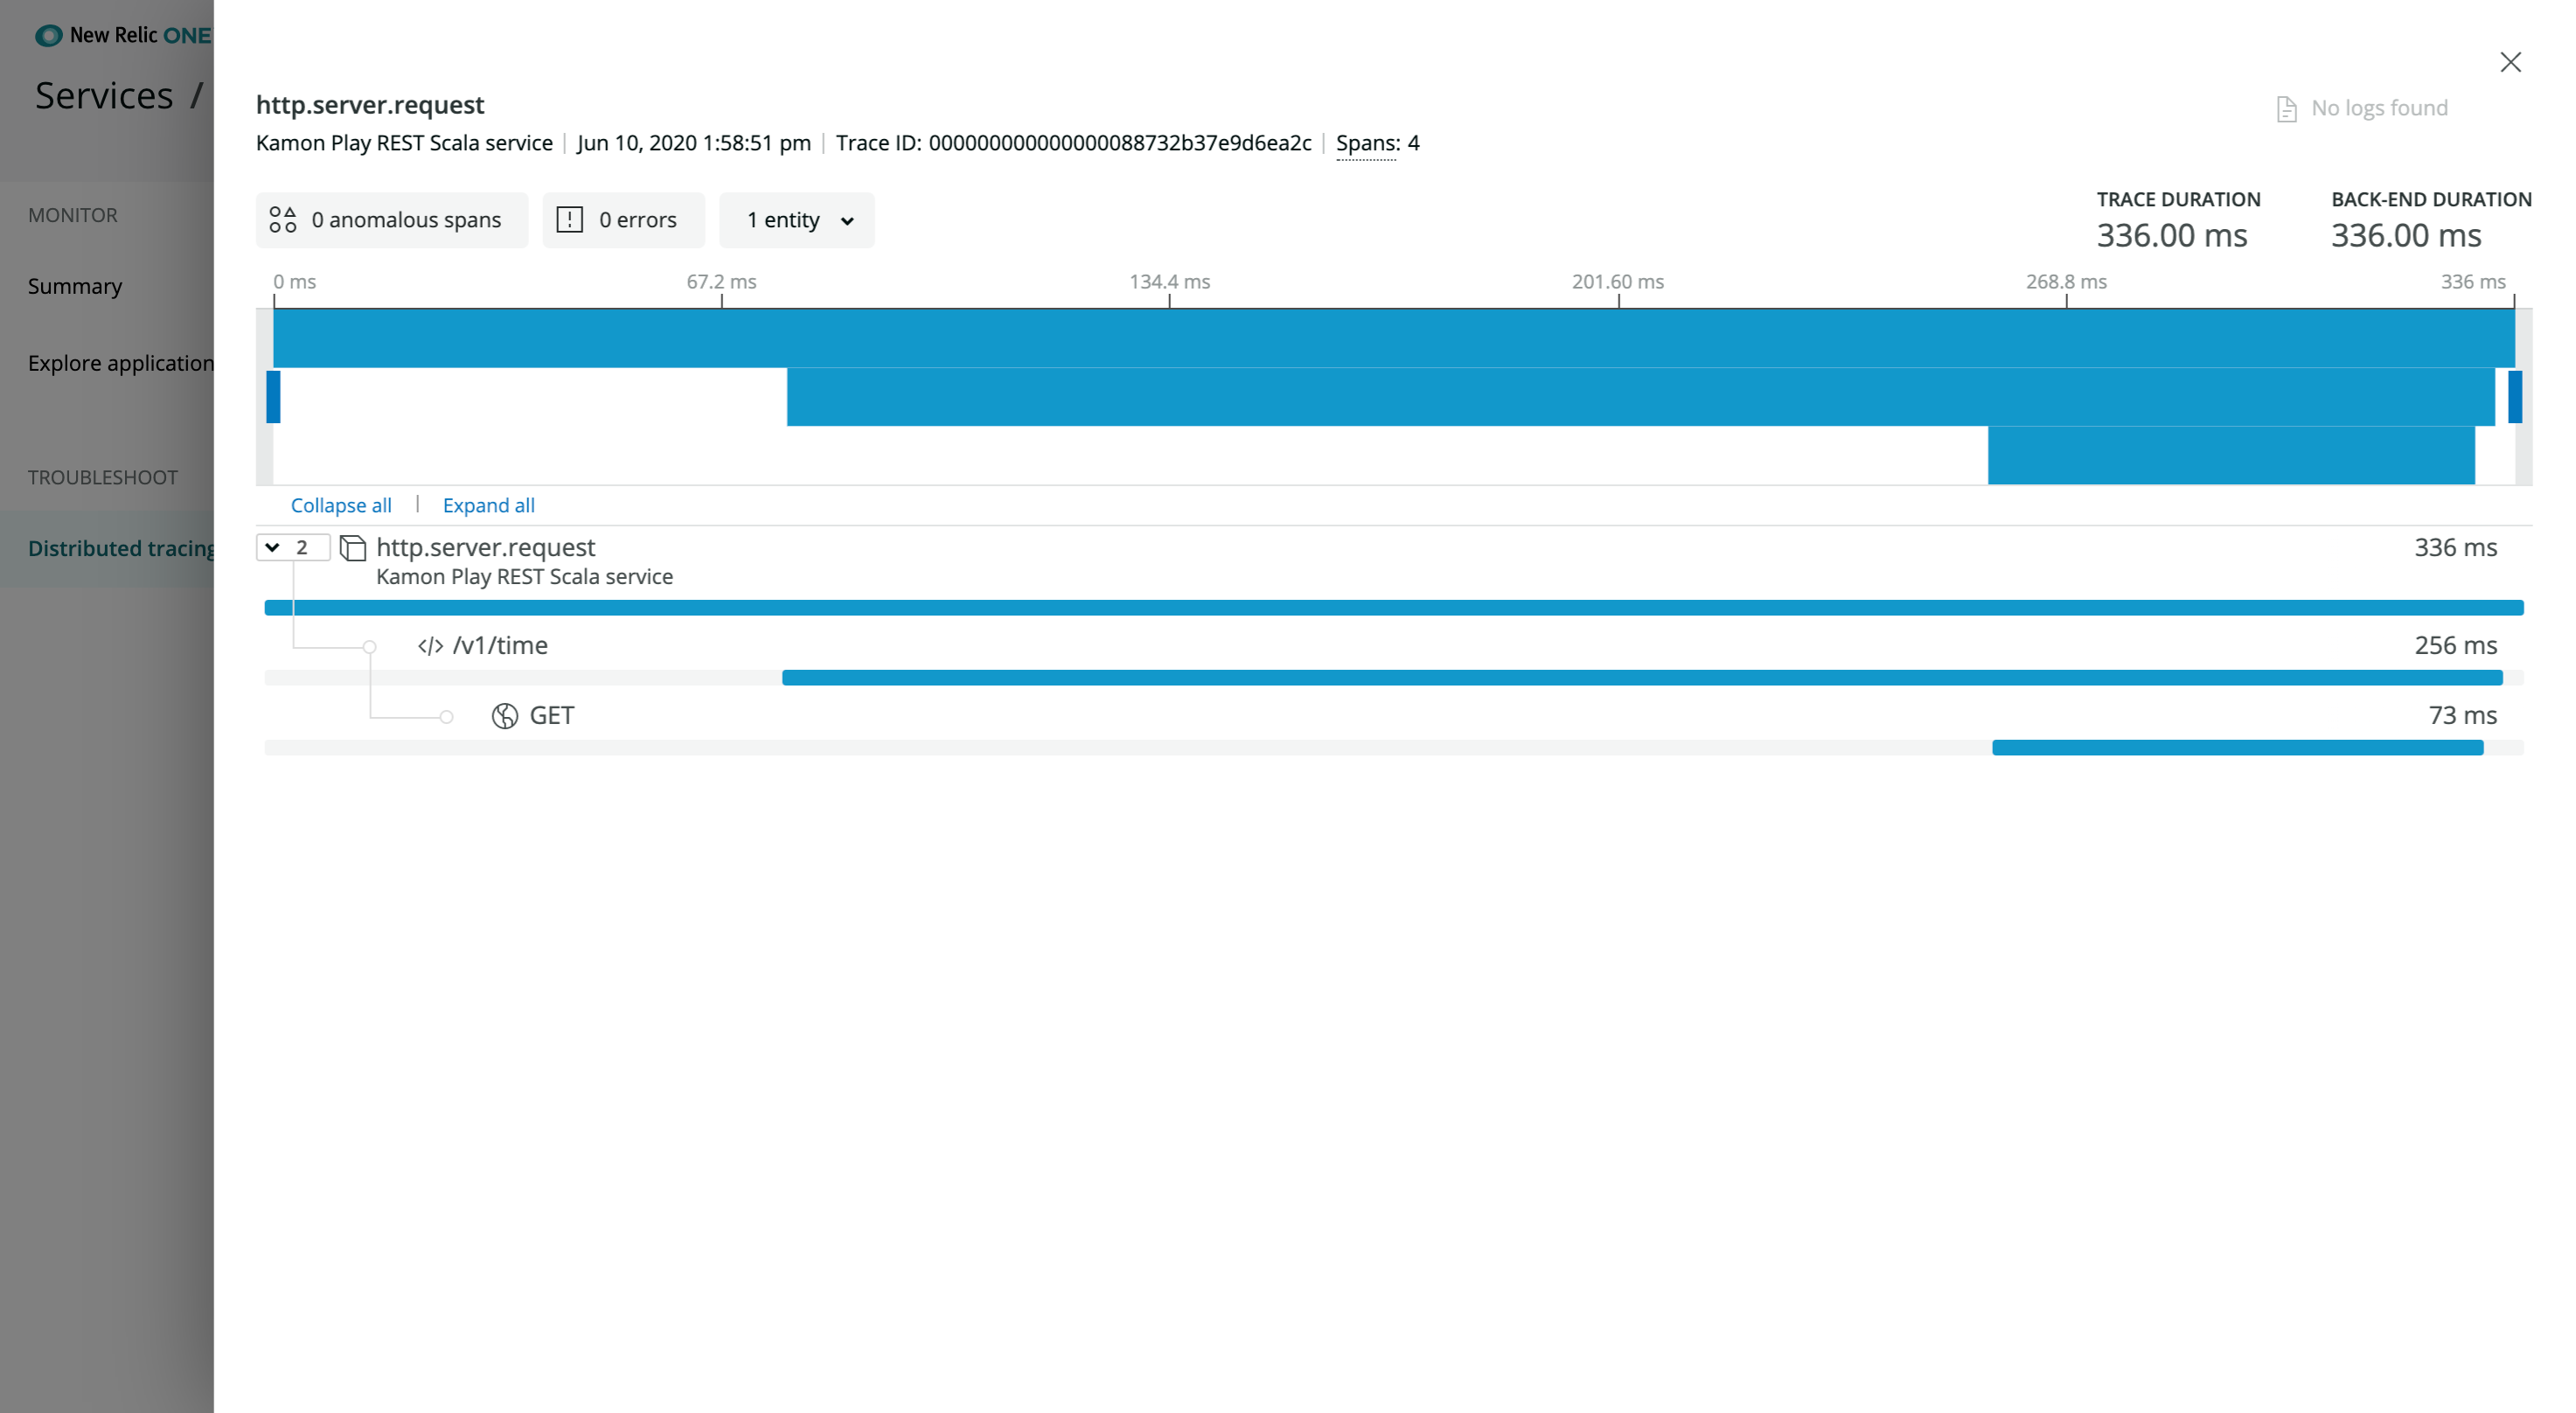 New Relic ONE
Services /
MONITOR
Summary
Explore application
TROUBLESHOOT
Distributed tracing
http.server.request
No logs found
Kamon Play REST Scala service | Jun 10, 2020 1:58:51 pm | Trace ID: 000000000000000088732b37e9d6ea2c | Spans: 4
0 anomalous spans
0 errors
1 entity
TRACE DURATION
336.00 ms
BACK-END DURATION
336.00 ms
0 ms 67.2 ms 134.4 ms 201.60 ms 268.8 ms 336 ms
Collapse all | Expand all
2 http.server.request 336 ms
Kamon Play REST Scala service
</> /v1/time 256 ms
GET 73 ms